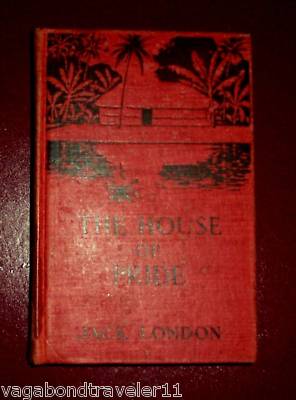 THE HOUSE
OF
PRIDE
JACK LONDON
vagabondtraveler11